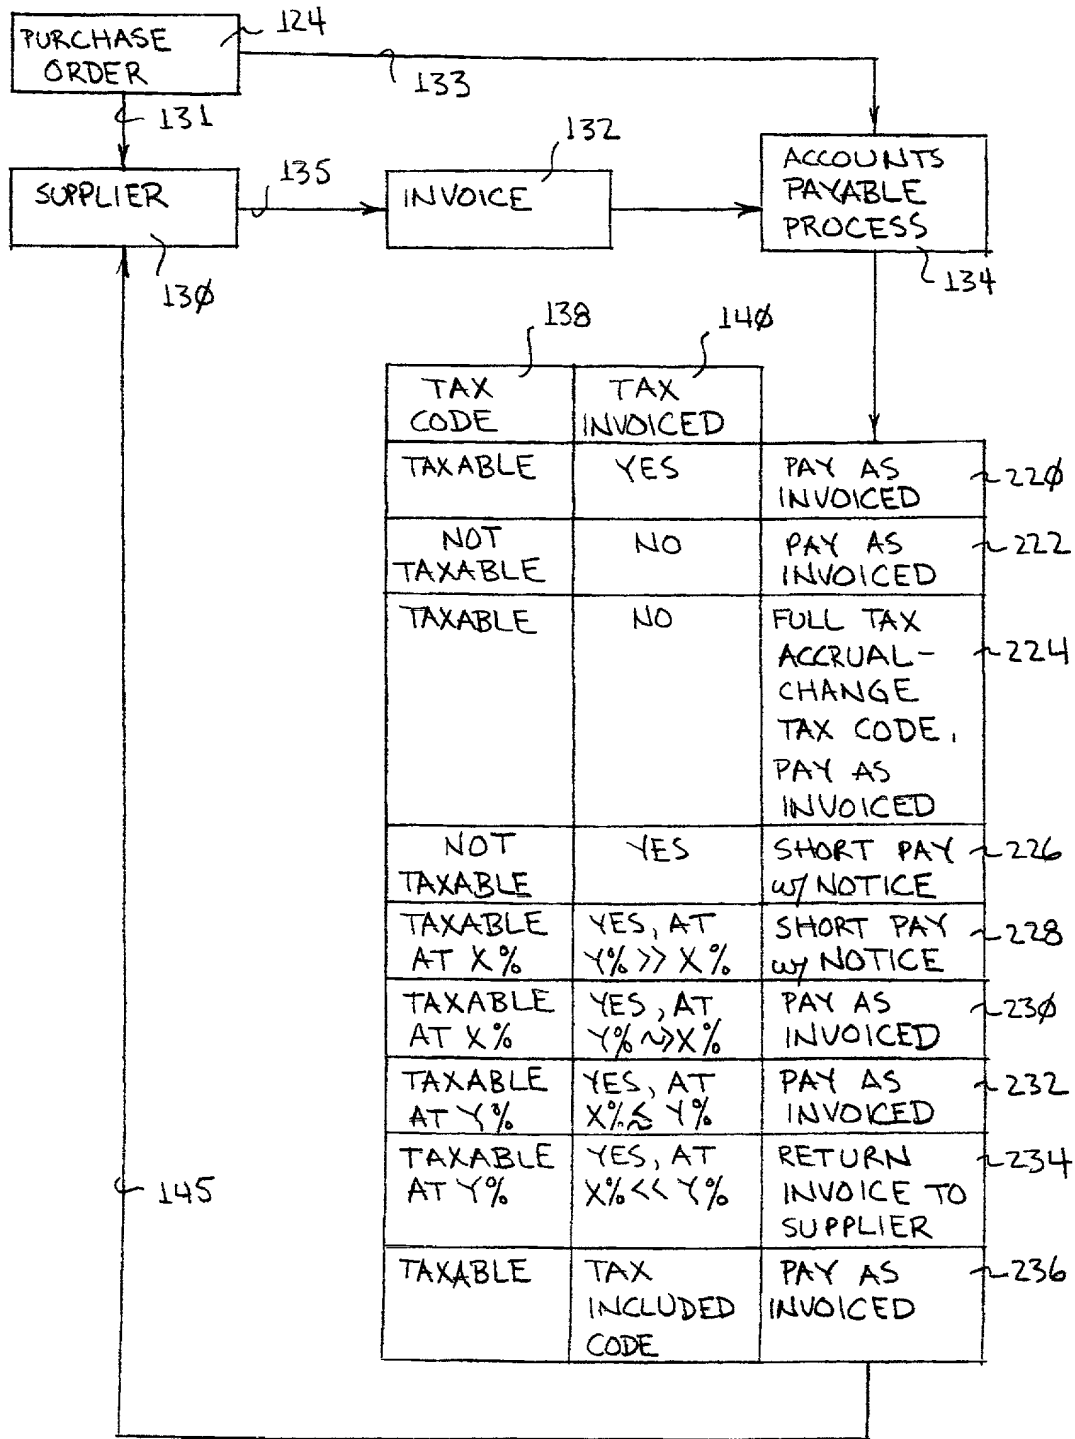 PURCHASE
ORDER
124
133
131
132
SUPPLIER
135
INVOICE
ACCOUNTS
PAYABLE
PROCESS
13Ø
134
138
14Ø
TAX
CODE
TAX
INVOICED
TAXABLE
YES
PAY AS
INVOICED
22Ø
NOT
TAXABLE
NO
PAY AS
INVOICED
222
TAXABLE
NO
FULL TAX
ACCRUAL-
CHANGE
TAX CODE,
PAY AS
INVOICED
224
NOT
TAXABLE
YES
SHORT PAY
w/ NOTICE
226
TAXABLE
AT X%
YES, AT
Y% >> X%
SHORT PAY
w/ NOTICE
228
TAXABLE
AT X%
YES, AT
Y% ~> X%
PAY AS
INVOICED
23Ø
TAXABLE
AT Y%
YES, AT
X% ≲ Y%
PAY AS
INVOICED
232
TAXABLE
AT Y%
YES, AT
X% << Y%
RETURN
INVOICE TO
SUPPLIER
234
145
TAXABLE
TAX
INCLUDED
CODE
PAY AS
INVOICED
236